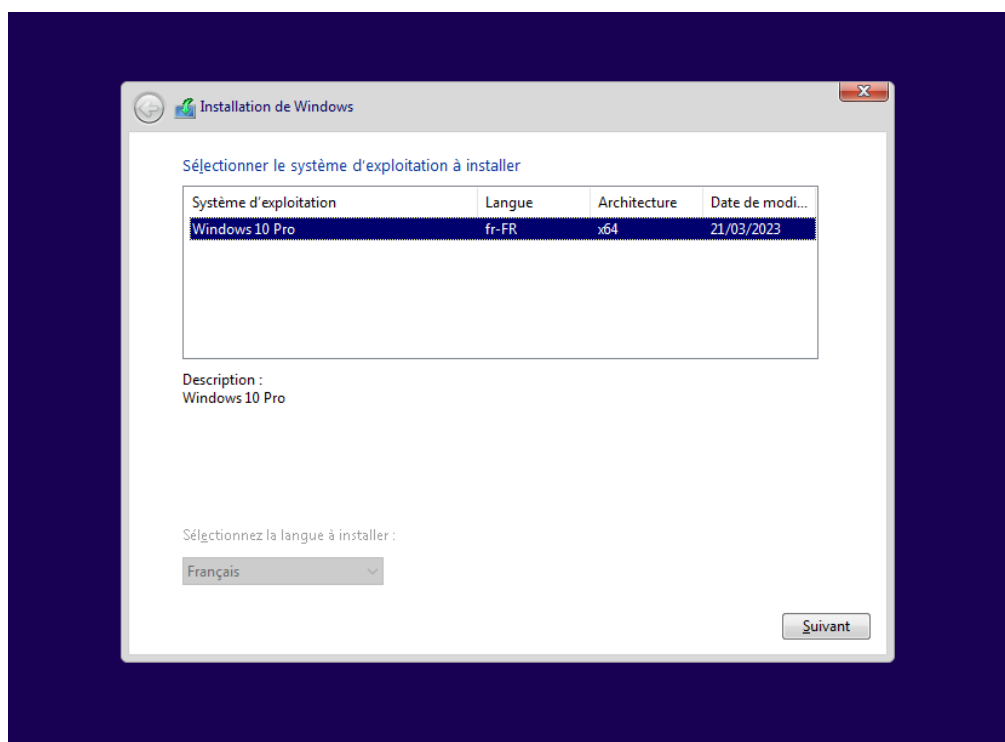 Installation de Windows
Sélectionner le système d'exploitation à installer
Système d'exploitation Langue Architecture Date de modi...
Windows 10 Pro fr-FR x64 21/03/2023
Description :
Windows 10 Pro
Sélectionnez la langue à installer :
Français
Suivant